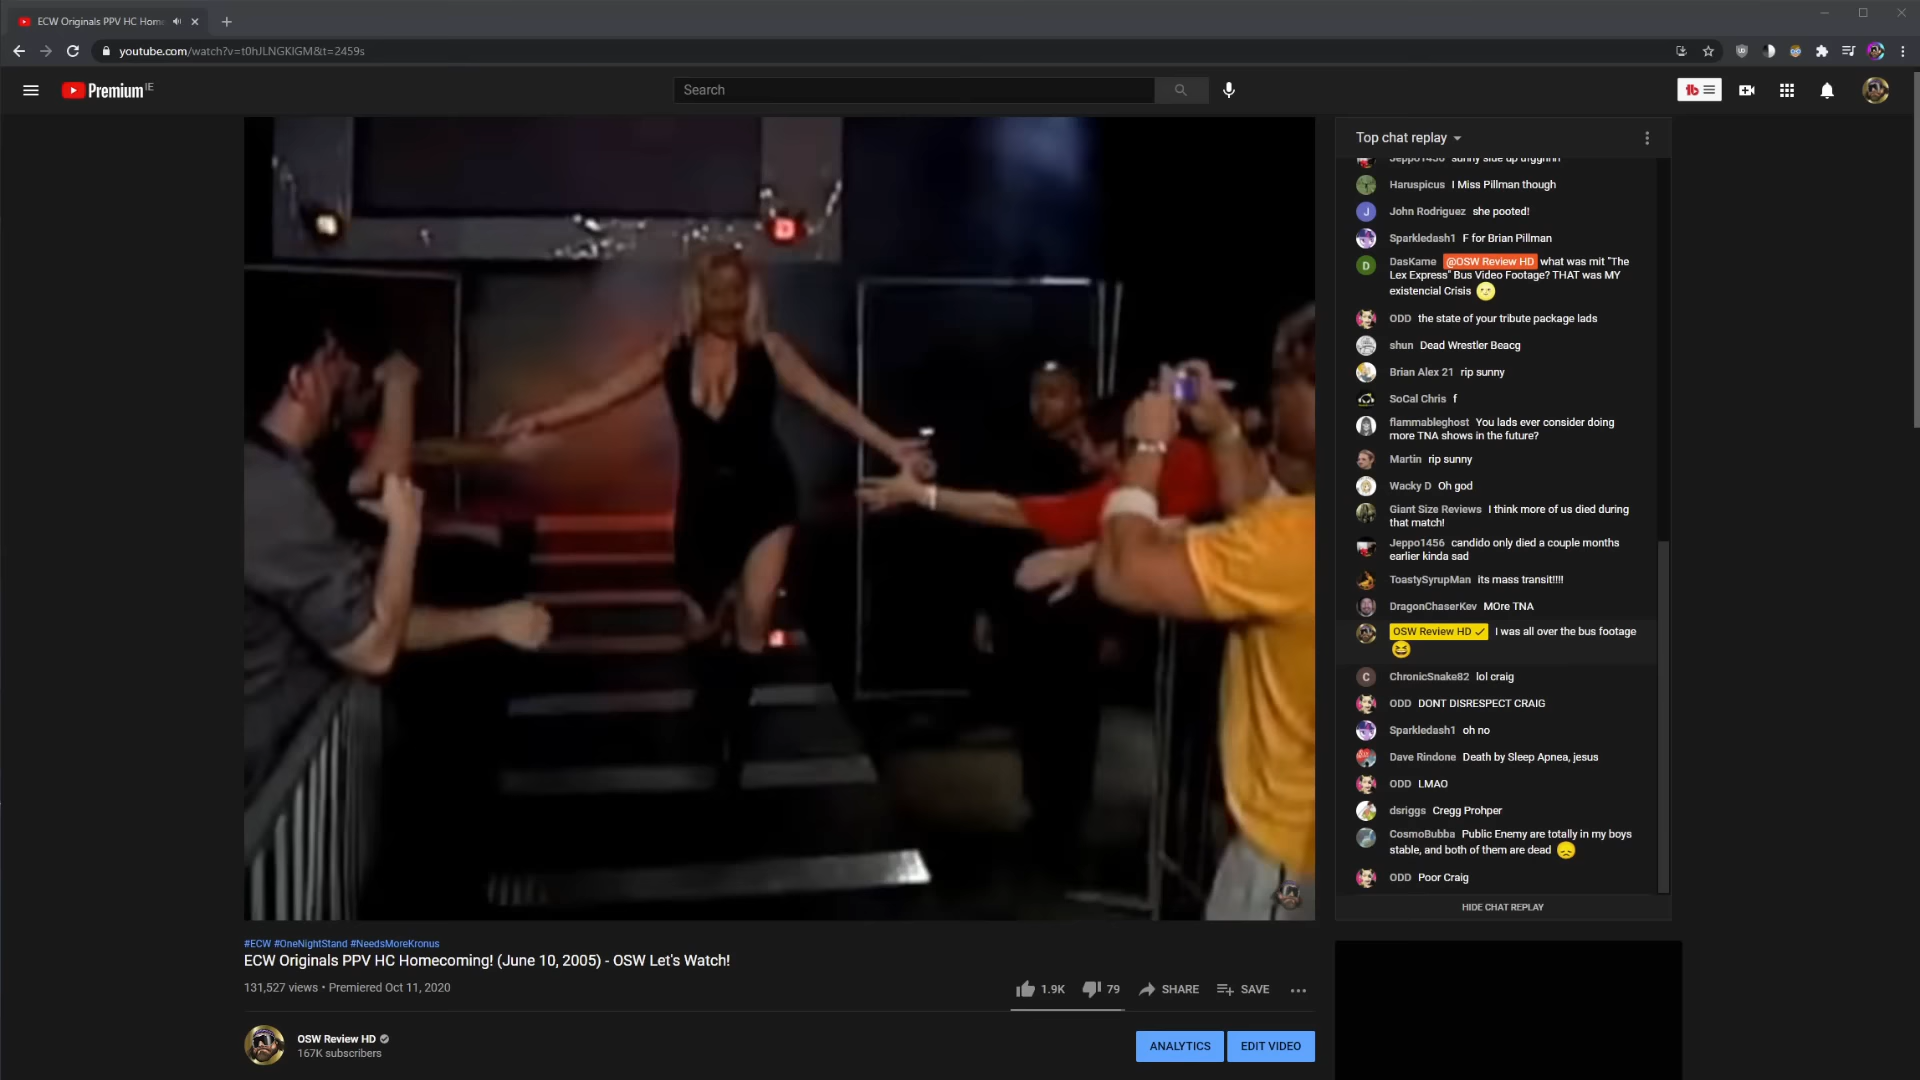 ECW Originals PPV HC Home
youtube.com/watch?v=t0hJLNGKlGM&t=2459s
Premium IE
Search
Top chat replay
Jeppo1456 sunny side up ufggnnn
Haruspicus I Miss Pillman though
John Rodriguez she pooted!
Sparkledash1 F for Brian Pillman
DasKame @OSW Review HD what was mit "The
Lex Express" Bus Video Footage? THAT was MY
existencial Crisis
ODD the state of your tribute package lads
shun Dead Wrestler Beacg
Brian Alex 21 rip sunny
SoCal Chris f
flammableghost You lads ever consider doing
more TNA shows in the future?
Martin rip sunny
Wacky D Oh god
Giant Size Reviews I think more of us died during
that match!
Jeppo1456 candido only died a couple months
earlier kinda sad
ToastySyrupMan its mass transit!!!!
DragonChaserKev MOre TNA
OSW Review HD I was all over the bus footage
ChronicSnake82 lol craig
ODD DONT DISRESPECT CRAIG
Sparkledash1 oh no
Dave Rindone Death by Sleep Apnea, jesus
ODD LMAO
dsriggs Cregg Prohper
CosmoBubba Public Enemy are totally in my boys
stable, and both of them are dead
ODD Poor Craig
HIDE CHAT REPLAY
#ECW #OneNightStand #NeedsMoreKronus
ECW Originals PPV HC Homecoming! (June 10, 2005) - OSW Let's Watch!
131,527 views • Premiered Oct 11, 2020
1.9K 79 SHARE SAVE
OSW Review HD
167K subscribers
ANALYTICS EDIT VIDEO